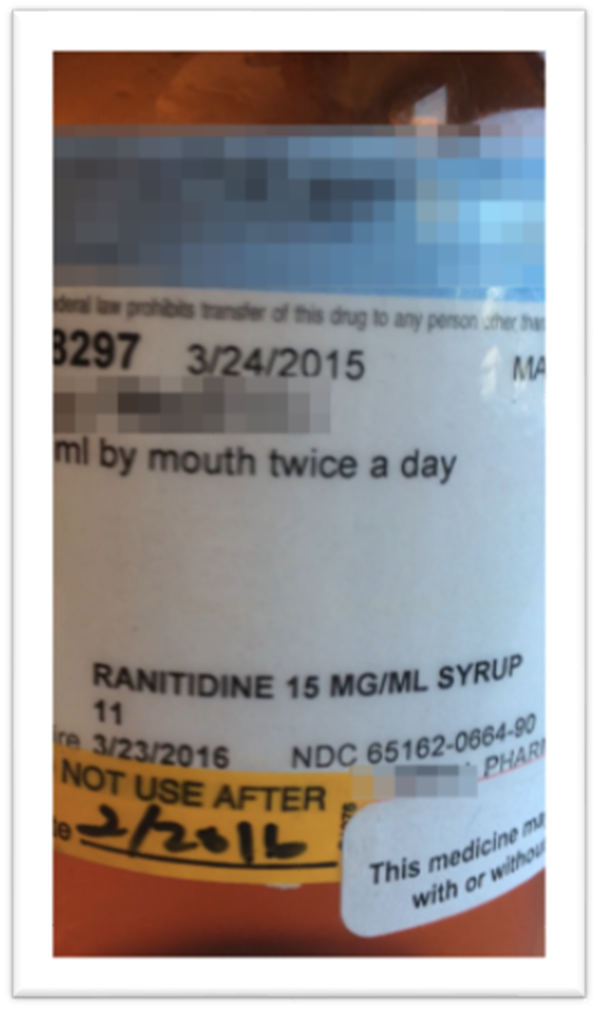 deral law prohibits transfer of this drug to any person other than
3297 3/24/2015 MA
ml by mouth twice a day
RANITIDINE 15 MG/ML SYRUP
11
ire 3/23/2016 NDC 65162-0664-90
PHARM
NOT USE AFTER
te 2/2016
This medicine ma
with or withou